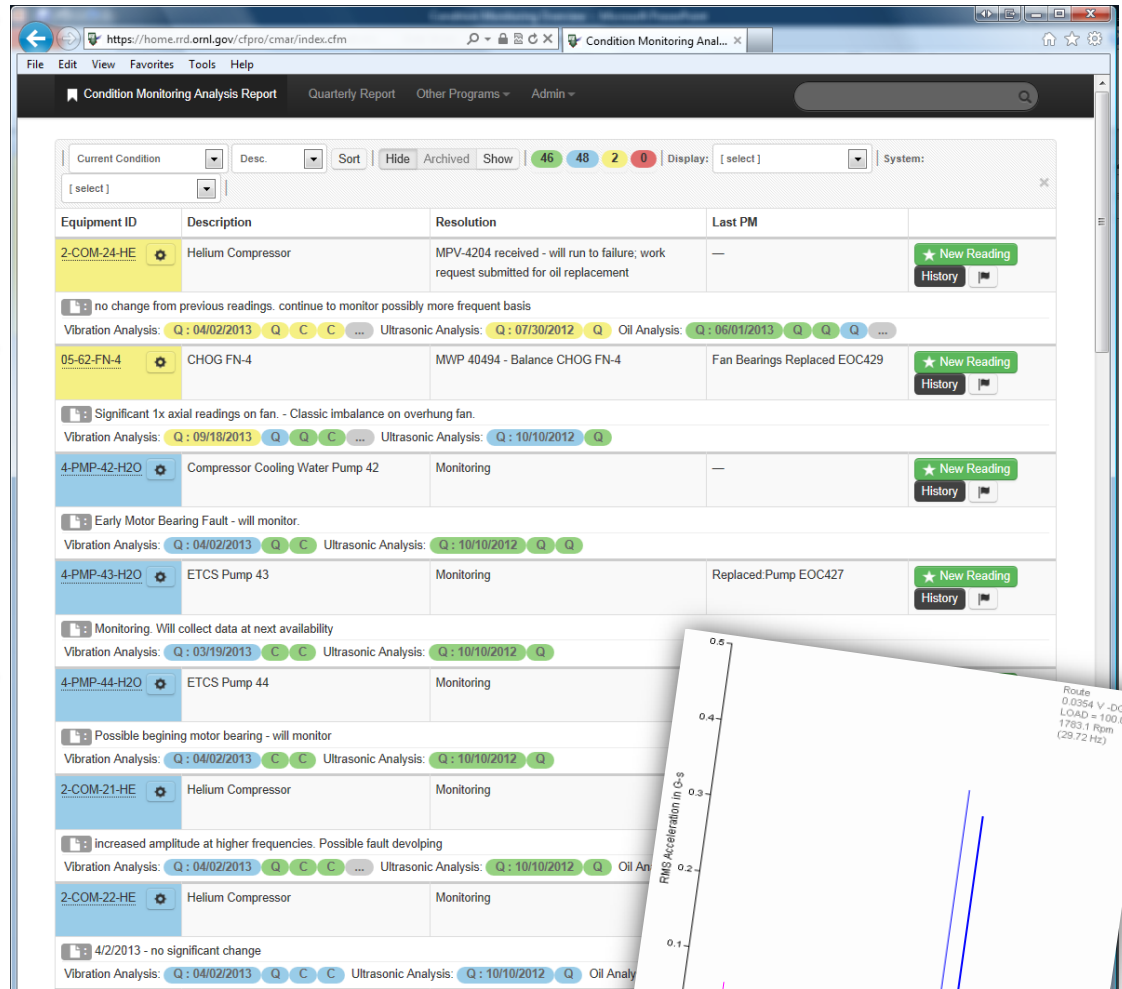 https://home.rrd.ornl.gov/cfpro/cmar/index.cfm
Condition Monitoring Anal...
File Edit View Favorites Tools Help
Condition Monitoring Analysis Report Quarterly Report Other Programs Admin
Current Condition Desc. Sort Hide Archived Show 46 48 2 0 Display: [ select ] System:
[ select ]
Equipment ID Description Resolution Last PM
2-COM-24-HE Helium Compressor MPV-4204 received - will run to failure; work — New Reading
request submitted for oil replacement History
: no change from previous readings. continue to monitor possibly more frequent basis
Vibration Analysis: Q : 04/02/2013 Q C C ... Ultrasonic Analysis: Q : 07/30/2012 Q Oil Analysis: Q : 06/01/2013 Q Q Q ...
05-62-FN-4 CHOG FN-4 MWP 40494 - Balance CHOG FN-4 Fan Bearings Replaced EOC429 New Reading
History
: Significant 1x axial readings on fan. - Classic imbalance on overhung fan.
Vibration Analysis: Q : 09/18/2013 Q Q C ... Ultrasonic Analysis: Q : 10/10/2012 Q
4-PMP-42-H2O Compressor Cooling Water Pump 42 Monitoring — New Reading
History
: Early Motor Bearing Fault - will monitor.
Vibration Analysis: Q : 04/02/2013 Q C Ultrasonic Analysis: Q : 10/10/2012 Q Q
4-PMP-43-H2O ETCS Pump 43 Monitoring Replaced:Pump EOC427 New Reading
History
: Monitoring. Will collect data at next availability
Vibration Analysis: Q : 03/19/2013 C C Ultrasonic Analysis: Q : 10/10/2012 Q
4-PMP-44-H2O ETCS Pump 44 Monitoring
: Possible begining motor bearing - will monitor
Vibration Analysis: Q : 04/02/2013 C C Ultrasonic Analysis: Q : 10/10/2012 Q
2-COM-21-HE Helium Compressor Monitoring
: increased amplitude at higher frequencies. Possible fault devolping
Vibration Analysis: Q : 04/02/2013 Q C C ... Ultrasonic Analysis: Q : 10/10/2012 Q Oil An
2-COM-22-HE Helium Compressor Monitoring
: 4/2/2013 - no significant change
Vibration Analysis: Q : 04/02/2013 Q C C Ultrasonic Analysis: Q : 10/10/2012 Q Oil Analy
0.5
0.4
0.3
0.2
0.1
RMS Acceleration in G-s
Route
0.0354 V -DC
LOAD = 100.
1783.1 Rpm
(29.72 Hz)